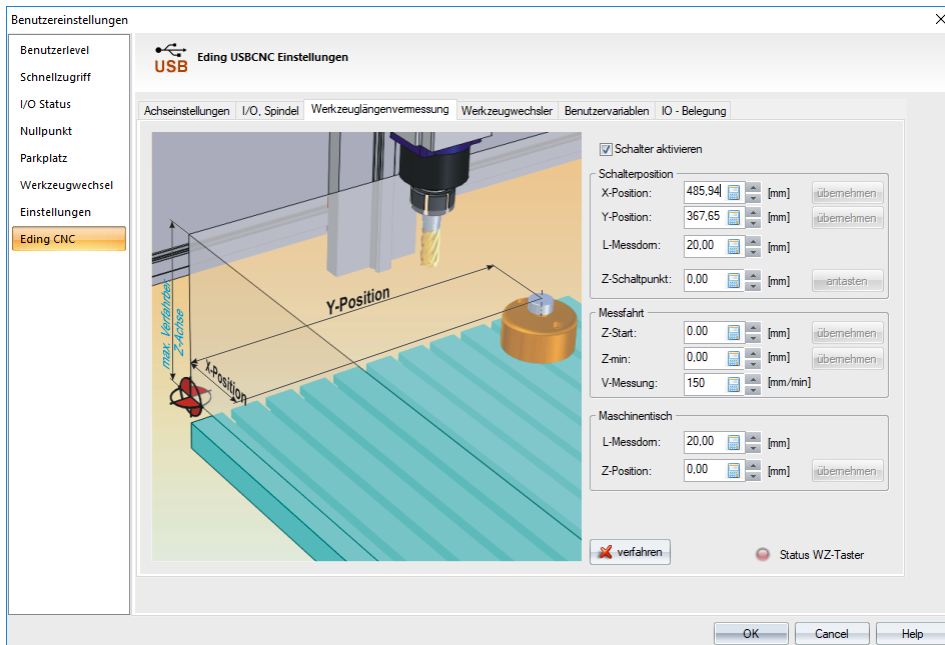 Benutzereinstellungen
Benutzerlevel
Schnellzugriff
I/O Status
Nullpunkt
Parkplatz
Werkzeugwechsel
Einstellungen
Eding CNC
USB
Eding USBCNC Einstellungen
Achseinstellungen
I/O, Spindel
Werkzeuglängenvermessung
Werkzeugwechsler
Benutzervariablen
IO - Belegung
max. Verfahrber.
Z-Achse
X-Position
Y-Position
Schalter aktivieren
Schalterposition
X-Position: 485,94 [mm] übernehmen
Y-Position: 367,65 [mm] übernehmen
L-Messdorn: 20,00 [mm]
Z-Schaltpunkt: 0,00 [mm] antasten
Messfahrt
Z-Start: 0.00 [mm] übernehmen
Z-min: 0,00 [mm] übernehmen
V-Messung: 150 [mm/min]
Maschinentisch
L-Messdorn: 20,00 [mm]
Z-Position: 0,00 [mm] übernehmen
verfahren
Status WZ-Taster
OK
Cancel
Help